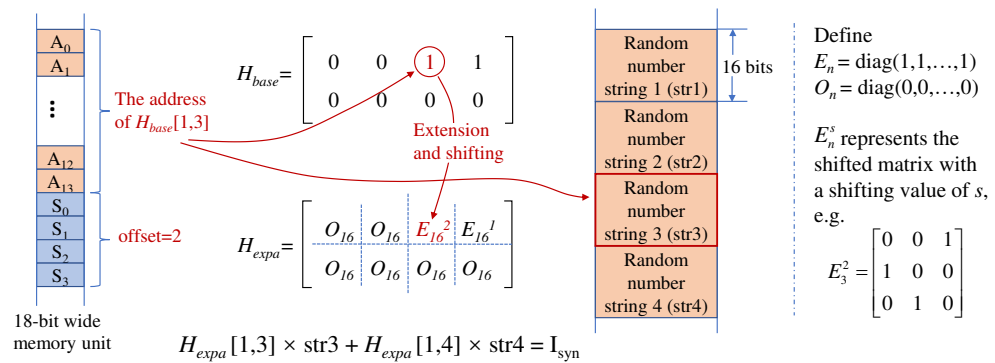 A0
A1
⋮
A12
A13
S0
S1
S2
S3
18-bit wide
memory unit
The address
of Hbase[1,3]
offset=2
Hbase=
0 0 1 1
0 0 0 0
Extension
and shifting
Hexpa =
O16 O16 E16^2 E16^1
O16 O16 O16 O16
Hexpa [1,3] × str3 + Hexpa [1,4] × str4 = Isyn
Random
number
string 1 (str1)
Random
number
string 2 (str2)
Random
number
string 3 (str3)
Random
number
string 4 (str4)
16 bits
Define
En = diag(1,1,…,1)
On = diag(0,0,…,0)
En^s represents the
shifted matrix with
a shifting value of s,
e.g.
E3^2 =
0 0 1
1 0 0
0 1 0